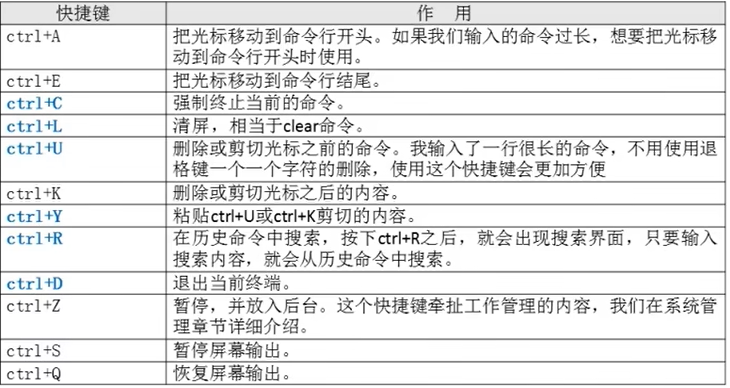 快捷键 作 用
ctrl+A 把光标移动到命令行开头。如果我们输入的命令过长，想要把光标移
动到命令行开头时使用。
ctrl+E 把光标移动到命令行结尾。
ctrl+C 强制终止当前的命令。
ctrl+L 清屏，相当于clear命令。
ctrl+U 删除或剪切光标之前的命令。我输入了一行很长的命令，不用使用退
格键一个一个字符的删除，使用这个快捷键会更加方便
ctrl+K 删除或剪切光标之后的内容。
ctrl+Y 粘贴ctrl+U或ctrl+K剪切的内容。
ctrl+R 在历史命令中搜索，按下ctrl+R之后，就会出现搜索界面，只要输入
搜索内容，就会从历史命令中搜索。
ctrl+D 退出当前终端。
ctrl+Z 暂停，并放入后台。这个快捷键牵扯工作管理的内容，我们在系统管
理章节详细介绍。
ctrl+S 暂停屏幕输出。
ctrl+Q 恢复屏幕输出。